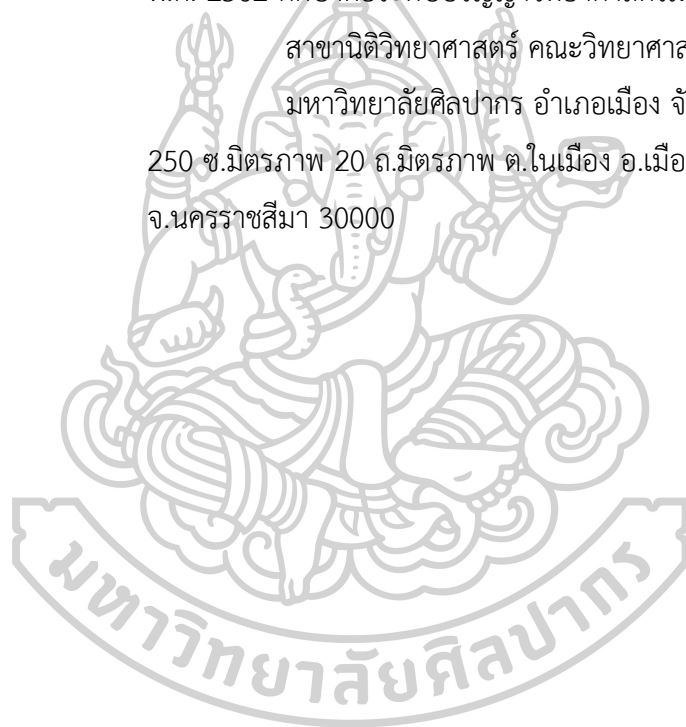 สาขานิติวิทยาศาสตร์ คณะวิทยาศาส
มหาวิทยาลัยศิลปากร อำเภอเมือง จั
250 ซ.มิตรภาพ 20 ถ.มิตรภาพ ต.ในเมือง อ.เมือ
จ.นครราชสีมา 30000
มหาวิทยาลัยศิลปากร